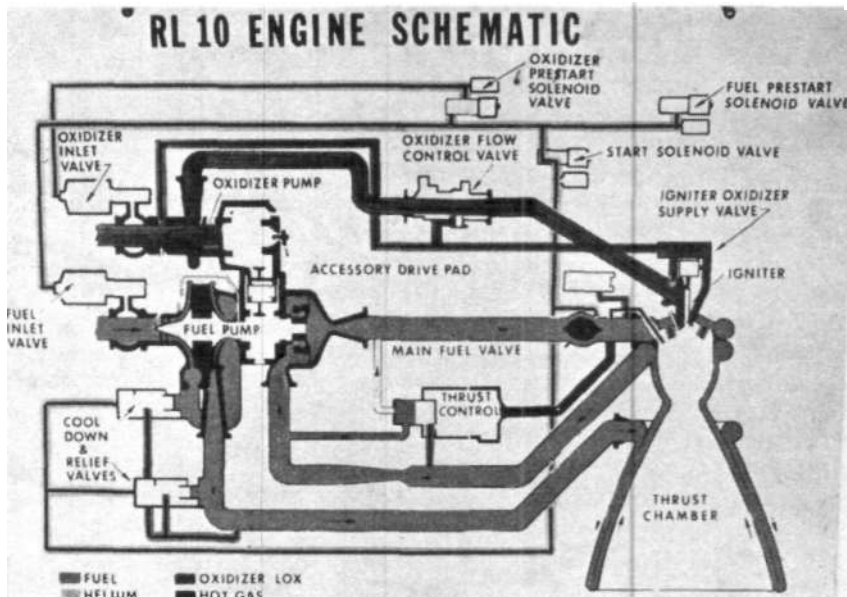 RL 10 ENGINE SCHEMATIC
OXIDIZER
PRESTART
SOLENOID
VALVE
FUEL PRESTART
SOLENOID VALVE
OXIDIZER
INLET
VALVE
OXIDIZER FLOW
CONTROL VALVE
START SOLENOID VALVE
OXIDIZER PUMP
IGNITER OXIDIZER
SUPPLY VALVE
ACCESSORY DRIVE PAD
IGNITER
FUEL
INLET
VALVE
FUEL PUMP
MAIN FUEL VALVE
THRUST
CONTROL
COOL
DOWN
&
RELIEF
VALVES
THRUST
CHAMBER
FUEL
OXIDIZER LOX
HELIUM
HOT GAS